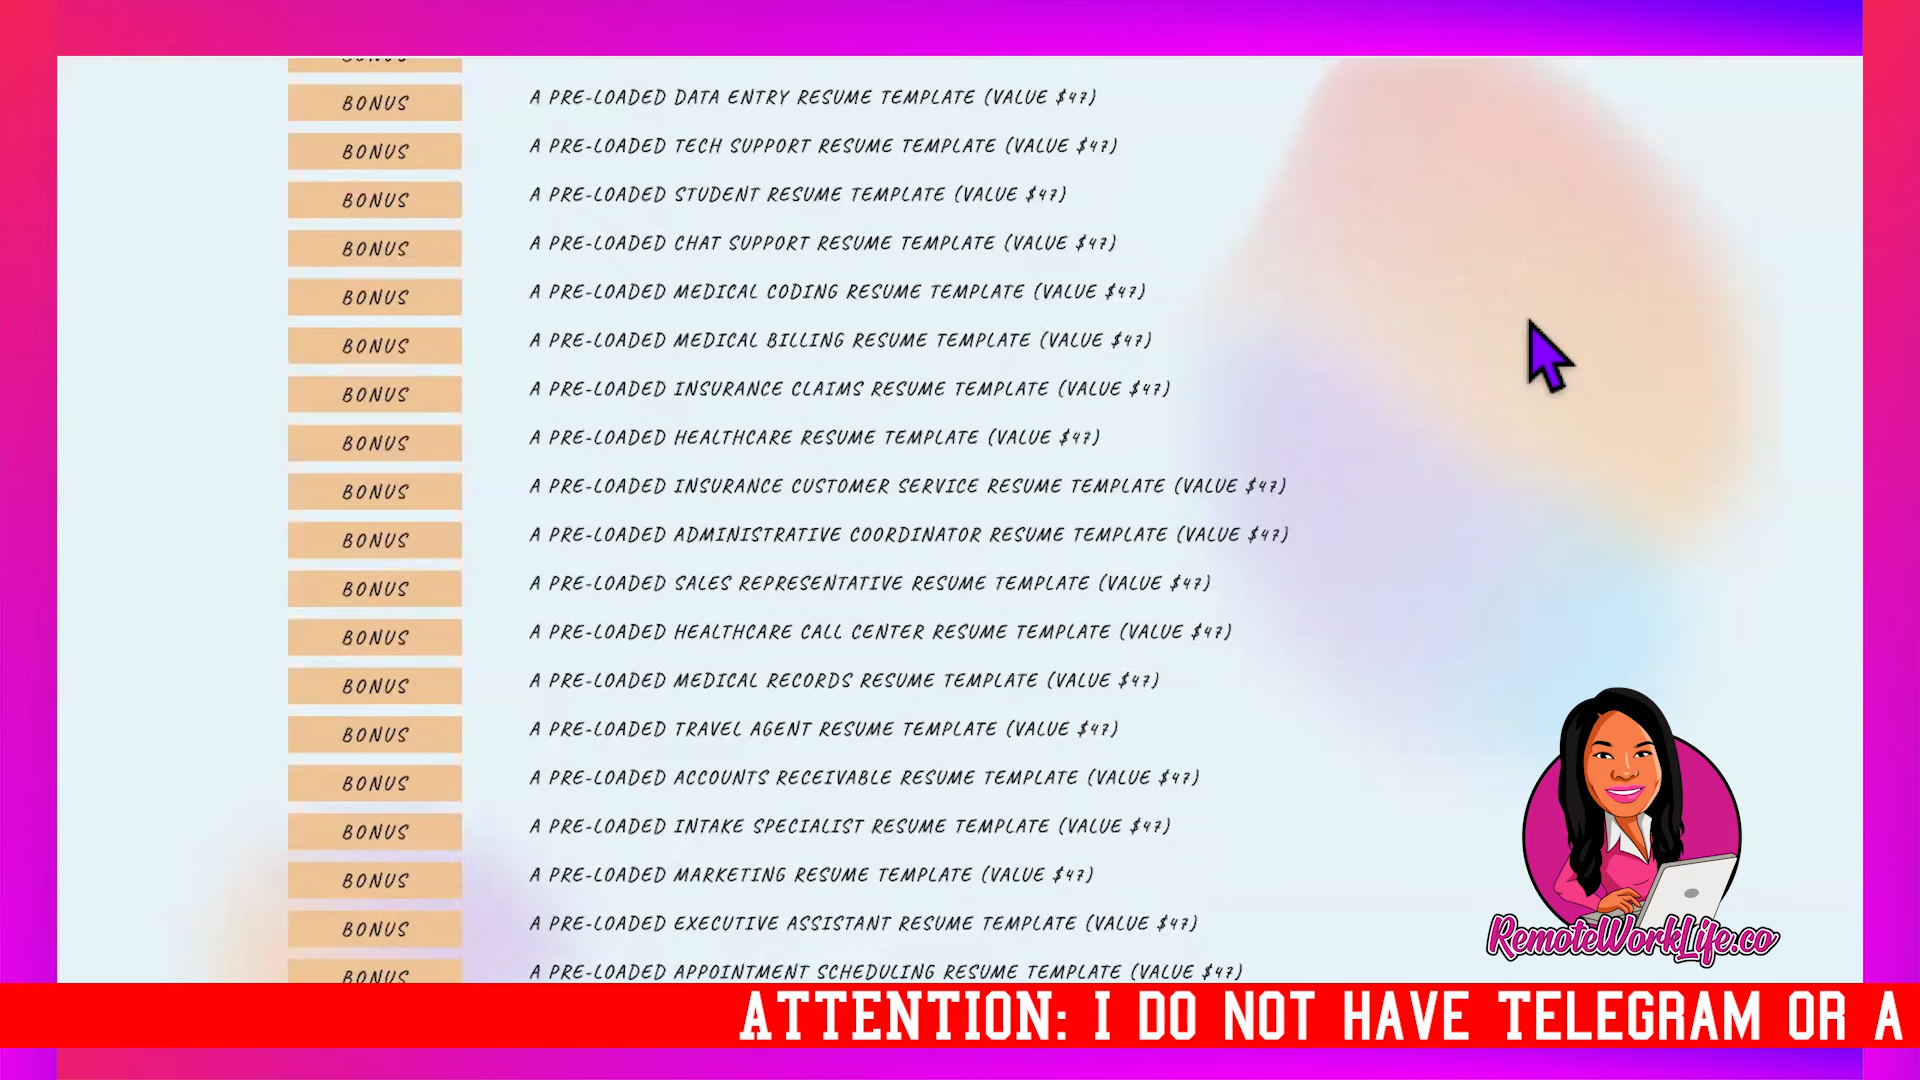 BONUS
BONUS A PRE-LOADED DATA ENTRY RESUME TEMPLATE (VALUE $47)
BONUS A PRE-LOADED TECH SUPPORT RESUME TEMPLATE (VALUE $47)
BONUS A PRE-LOADED STUDENT RESUME TEMPLATE (VALUE $47)
BONUS A PRE-LOADED CHAT SUPPORT RESUME TEMPLATE (VALUE $47)
BONUS A PRE-LOADED MEDICAL CODING RESUME TEMPLATE (VALUE $47)
BONUS A PRE-LOADED MEDICAL BILLING RESUME TEMPLATE (VALUE $47)
BONUS A PRE-LOADED INSURANCE CLAIMS RESUME TEMPLATE (VALUE $47)
BONUS A PRE-LOADED HEALTHCARE RESUME TEMPLATE (VALUE $47)
BONUS A PRE-LOADED INSURANCE CUSTOMER SERVICE RESUME TEMPLATE (VALUE $47)
BONUS A PRE-LOADED ADMINISTRATIVE COORDINATOR RESUME TEMPLATE (VALUE $47)
BONUS A PRE-LOADED SALES REPRESENTATIVE RESUME TEMPLATE (VALUE $47)
BONUS A PRE-LOADED HEALTHCARE CALL CENTER RESUME TEMPLATE (VALUE $47)
BONUS A PRE-LOADED MEDICAL RECORDS RESUME TEMPLATE (VALUE $47)
BONUS A PRE-LOADED TRAVEL AGENT RESUME TEMPLATE (VALUE $47)
BONUS A PRE-LOADED ACCOUNTS RECEIVABLE RESUME TEMPLATE (VALUE $47)
BONUS A PRE-LOADED INTAKE SPECIALIST RESUME TEMPLATE (VALUE $47)
BONUS A PRE-LOADED MARKETING RESUME TEMPLATE (VALUE $47)
BONUS A PRE-LOADED EXECUTIVE ASSISTANT RESUME TEMPLATE (VALUE $47)
BONUS A PRE-LOADED APPOINTMENT SCHEDULING RESUME TEMPLATE (VALUE $47)
RemoteWorkLife.co
ATTENTION: I DO NOT HAVE TELEGRAM OR A